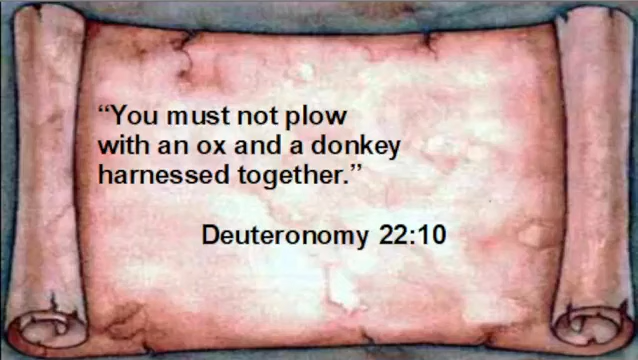 “You must not plow
with an ox and a donkey
harnessed together.”
Deuteronomy 22:10